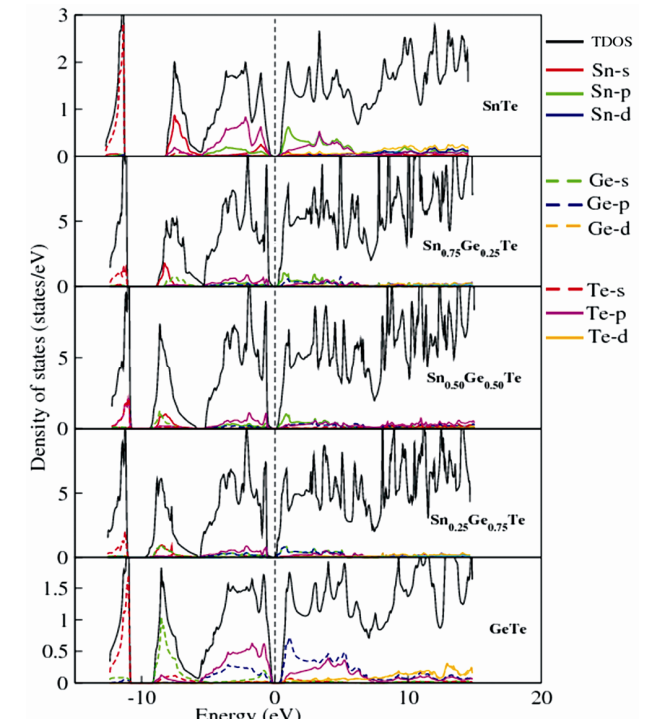 3
2
1
0
SnTe
TDOS
Sn-s
Sn-p
Sn-d
5
0
Sn0.75Ge0.25Te
Ge-s
Ge-p
Ge-d
5
0
Sn0.50Ge0.50Te
Te-s
Te-p
Te-d
5
0
Sn0.25Ge0.75Te
1.5
1
0.5
0
GeTe
-10
0
10
20
Energy (eV)
Density of states (states/eV)